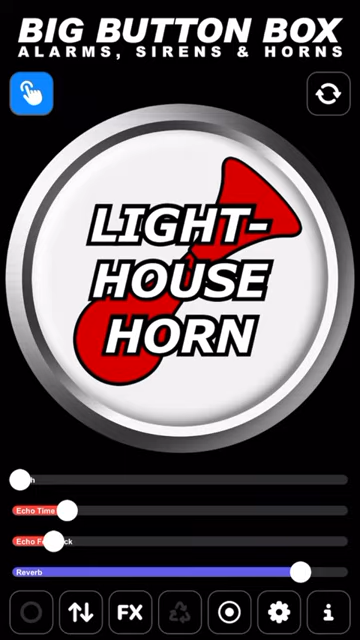 BIG BUTTON BOX
ALARMS, SIRENS & HORNS
LIGHT-
HOUSE
HORN
Echo Time
Reverb
FX